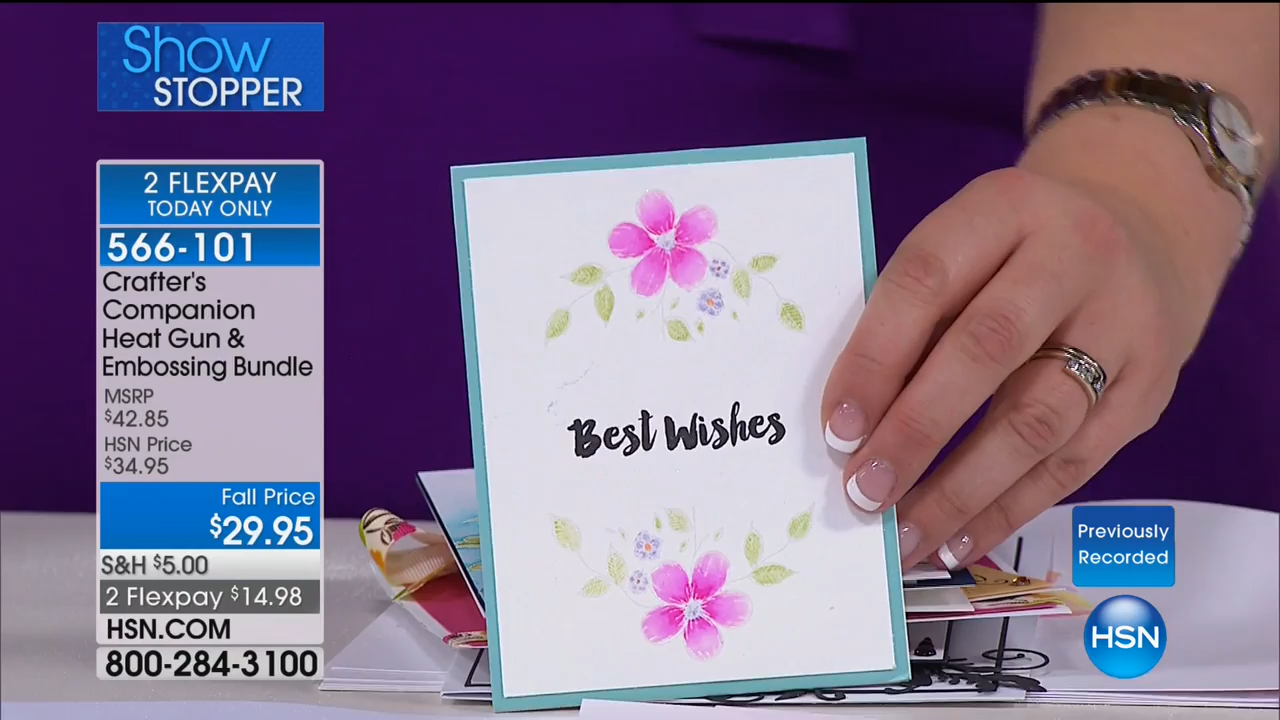 Show
STOPPER
2 FLEXPAY
TODAY ONLY
566-101
Crafter's
Companion
Heat Gun &
Embossing Bundle
MSRP
$42.85
HSN Price
$34.95
Fall Price
$29.95
S&H $5.00
2 Flexpay $14.98
HSN.COM
800-284-3100
Best Wishes
Previously
Recorded
HSN